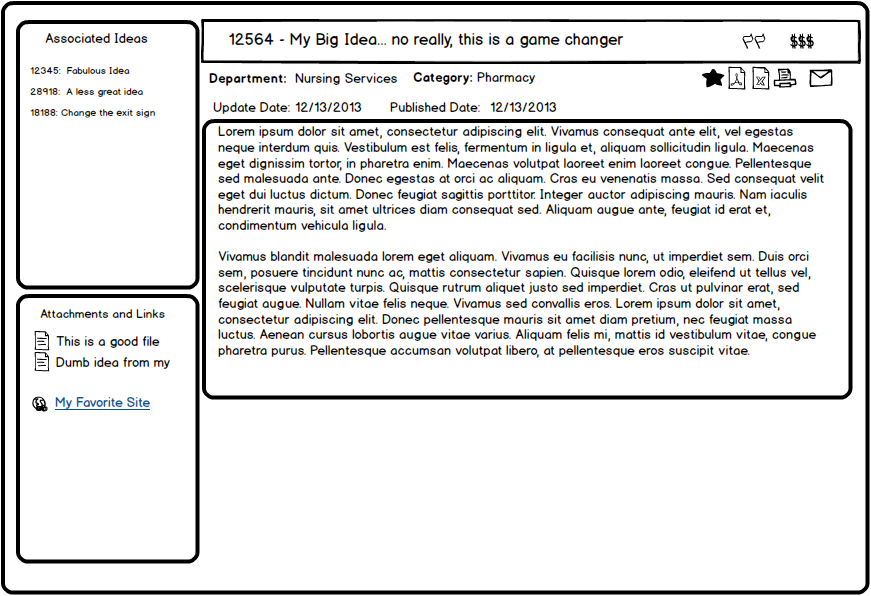 Associated Ideas
12345: Fabulous Idea
28918: A less great idea
18188: Change the exit sign
Attachments and Links
This is a good file
Dumb idea from my
My Favorite Site
12564 - My Big Idea... no really, this is a game changer
$$$
Department: Nursing Services Category: Pharmacy
Update Date: 12/13/2013 Published Date: 12/13/2013
Lorem ipsum dolor sit amet, consectetur adipiscing elit. Vivamus consequat ante elit, vel egestas
neque interdum quis. Vestibulum est felis, fermentum in ligula et, aliquam sollicitudin ligula. Maecenas
eget dignissim tortor, in pharetra enim. Maecenas volutpat laoreet enim laoreet congue. Pellentesque
sed malesuada ante. Donec egestas at orci ac aliquam. Cras eu venenatis massa. Sed consequat velit
eget dui luctus dictum. Donec feugiat sagittis porttitor. Integer auctor adipiscing mauris. Nam iaculis
hendrerit mauris, sit amet ultrices diam consequat sed. Aliquam augue ante, feugiat id erat et,
condimentum vehicula ligula.
Vivamus blandit malesuada lorem eget aliquam. Vivamus eu facilisis nunc, ut imperdiet sem. Duis orci
sem, posuere tincidunt nunc ac, mattis consectetur sapien. Quisque lorem odio, eleifend ut tellus vel,
scelerisque vulputate turpis. Quisque rutrum aliquet justo sed imperdiet. Cras ut pulvinar erat, sed
feugiat augue. Nullam vitae felis neque. Vivamus sed convallis eros. Lorem ipsum dolor sit amet,
consectetur adipiscing elit. Donec pellentesque mauris sit amet diam pretium, nec feugiat massa
luctus. Aenean cursus lobortis augue vitae varius. Aliquam felis mi, mattis id vestibulum vitae, congue
pharetra purus. Pellentesque accumsan volutpat libero, at pellentesque eros suscipit vitae.